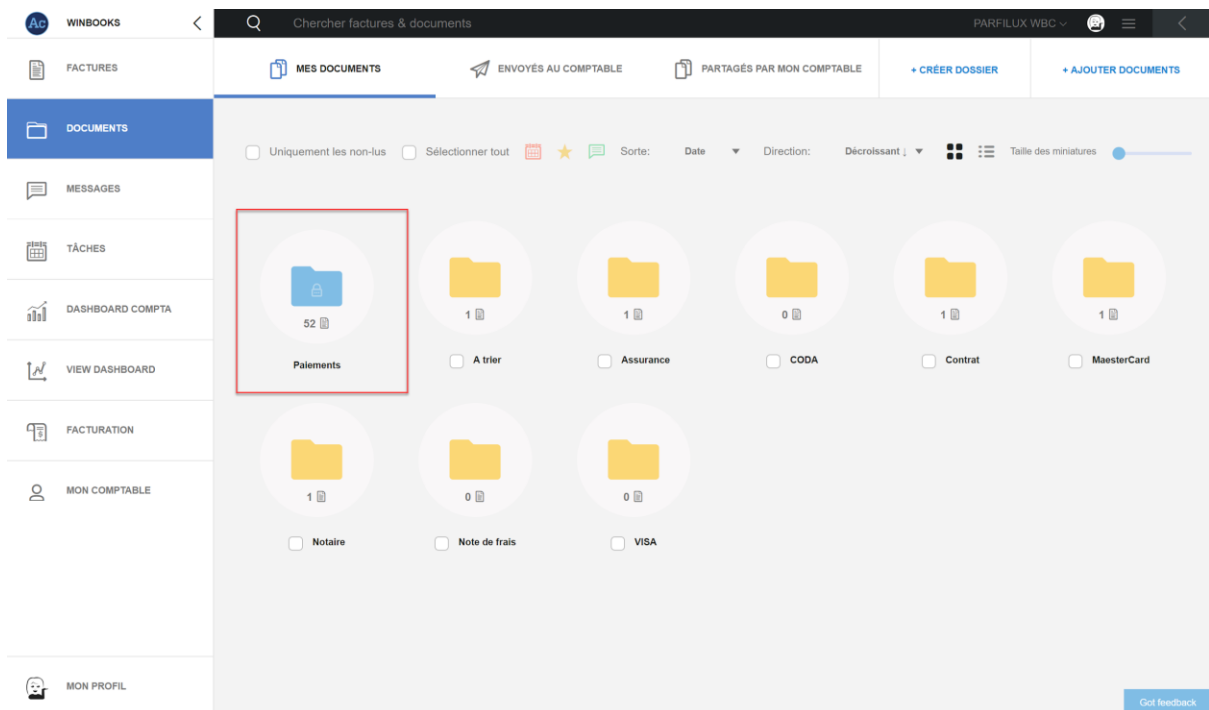 Ac WINBOOKS
Chercher factures & documents
PARFILUX WBC
FACTURES
MES DOCUMENTS
ENVOYÉS AU COMPTABLE
PARTAGÉS PAR MON COMPTABLE
+ CRÉER DOSSIER
+ AJOUTER DOCUMENTS
DOCUMENTS
Uniquement les non-lus
Sélectionner tout
Sorte: Date
Direction: Décroissant ↓
Taille des miniatures
MESSAGES
TÂCHES
DASHBOARD COMPTA
VIEW DASHBOARD
FACTURATION
MON COMPTABLE
52
Paiements
1
A trier
1
Assurance
0
CODA
1
Contrat
1
MaesterCard
1
Notaire
0
Note de frais
0
VISA
MON PROFIL
Got feedback